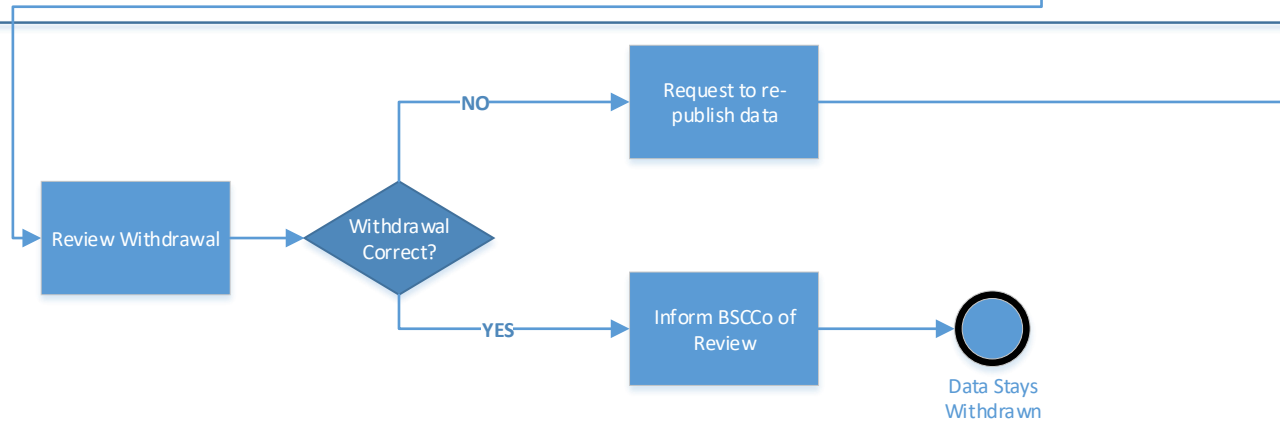 NO
Request to re-
publish data
Review Withdrawal
Withdrawal
Correct?
YES
Inform BSCCo of
Review
Data Stays
Withdrawn